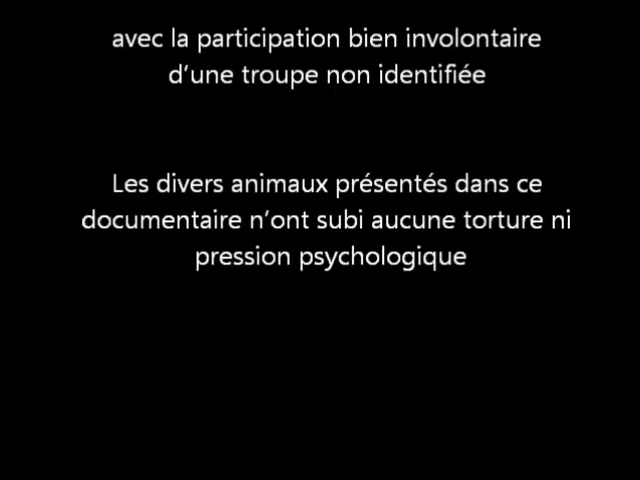 avec la participation bien involontaire
d’une troupe non identifiée
Les divers animaux présentés dans ce
documentaire n’ont subi aucune torture ni
pression psychologique